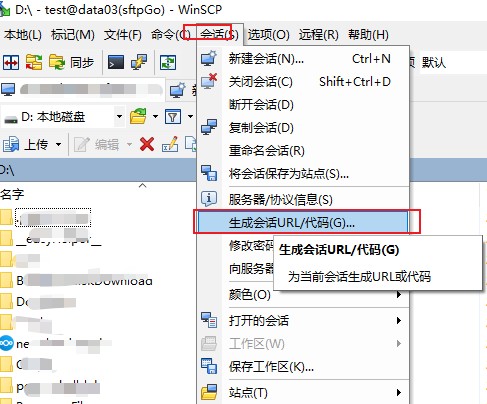 D:\ - test@data03(sftpGo) - WinSCP
本地(L) 标记(M) 文件(F) 命令(C) 会话(S) 选项(O) 远程(R) 帮助(H)
同步
默认
新建会话(N)... Ctrl+N
关闭会话(C) Shift+Ctrl+D
断开会话(D)
复制会话(D)
重命名会话(R)
将会话保存为站点(S)...
服务器/协议信息(S)
生成会话URL/代码(G)...
修改密码
向服务器
颜色(O)
打开的会话
工作区(W)
保存工作区(K)...
站点(T)
生成会话URL/代码(G)
为当前会话生成URL或代码
D: 本地磁盘
上传
编辑
D:\
名字
Download